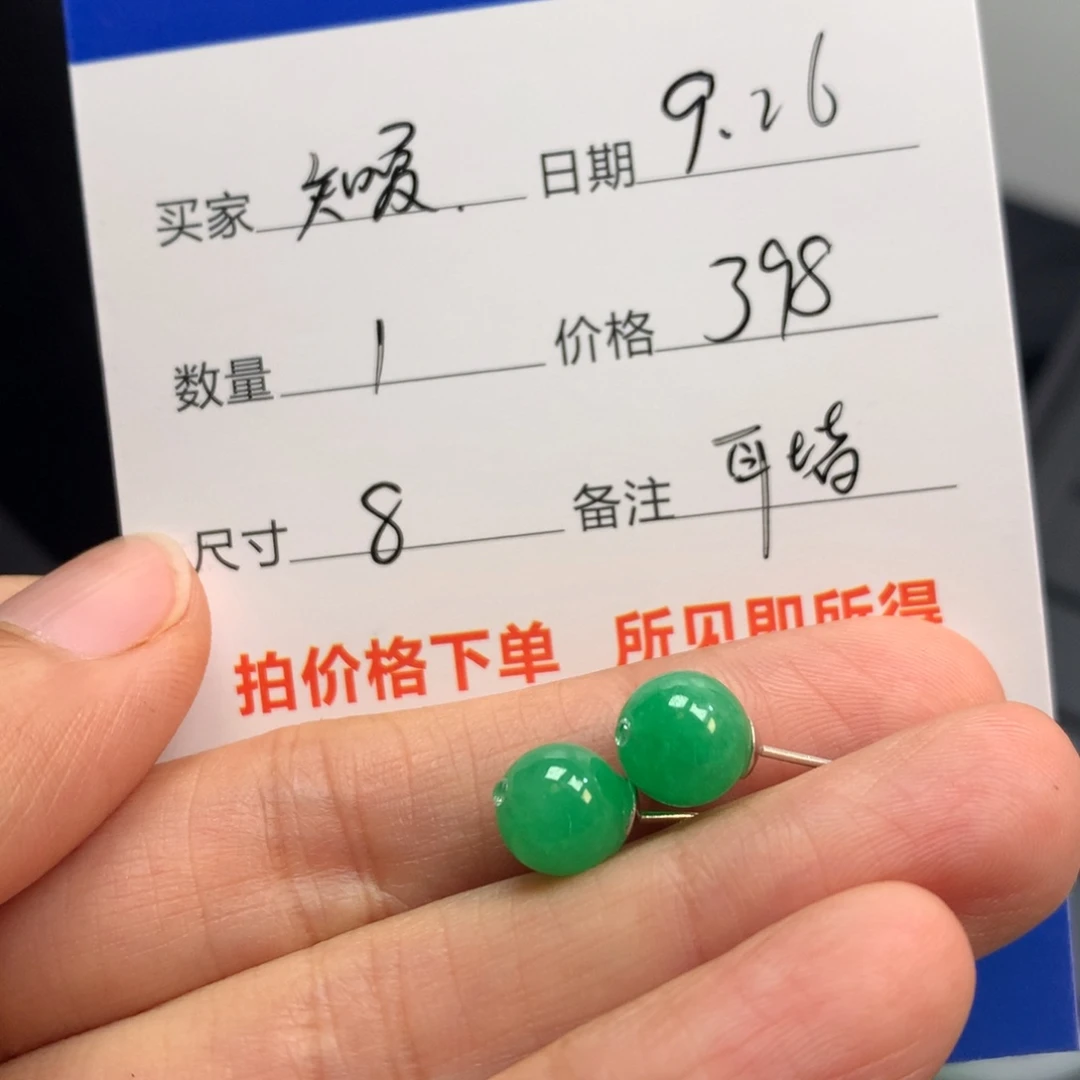 买家 知暖. 日期 9.26
数量 1 价格 398
尺寸 8 备注 耳堵
拍价格下单 所见即所得